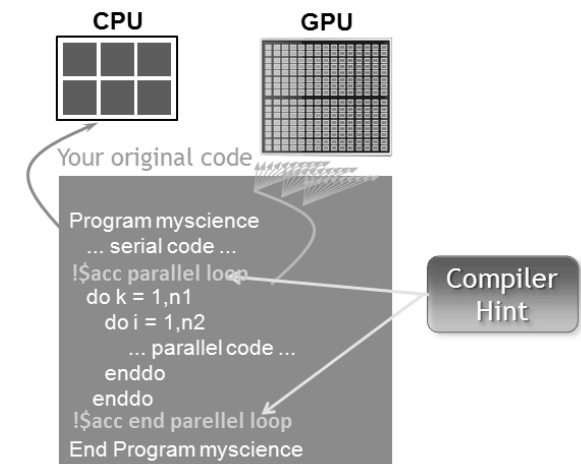 CPU
GPU
Your original code
Program myscience
... serial code ...
!$acc parallel loop
do k = 1,n1
do i = 1,n2
... parallel code ...
enddo
enddo
!$acc end parellel loop
End Program myscience
Compiler
Hint